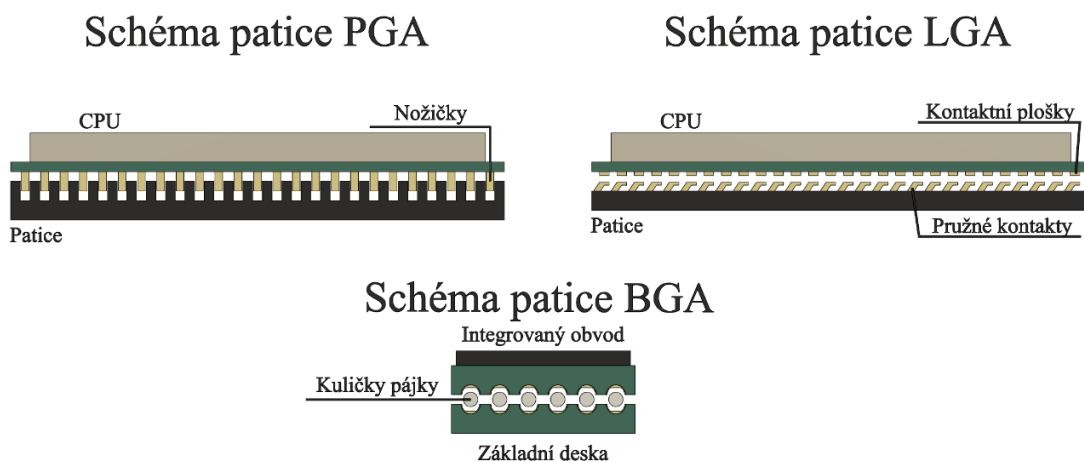 Schéma patice PGA
CPU
Nožičky
Patice
Schéma patice LGA
CPU
Kontaktní plošky
Patice
Pružné kontakty
Schéma patice BGA
Integrovaný obvod
Kuličky pájky
Základní deska